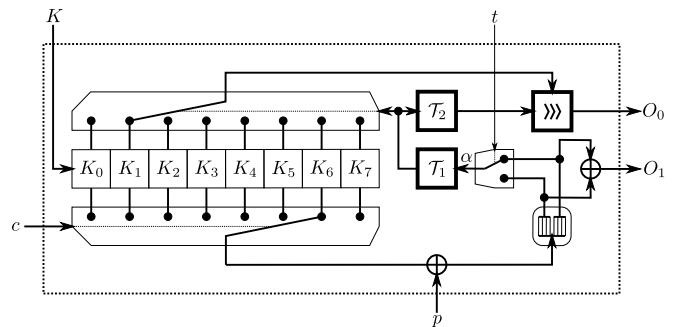 K
t
𝒯₂
⋙
O₀
K₀ K₁ K₂ K₃ K₄ K₅ K₆ K₇
𝒯₁
α
O₁
c
p